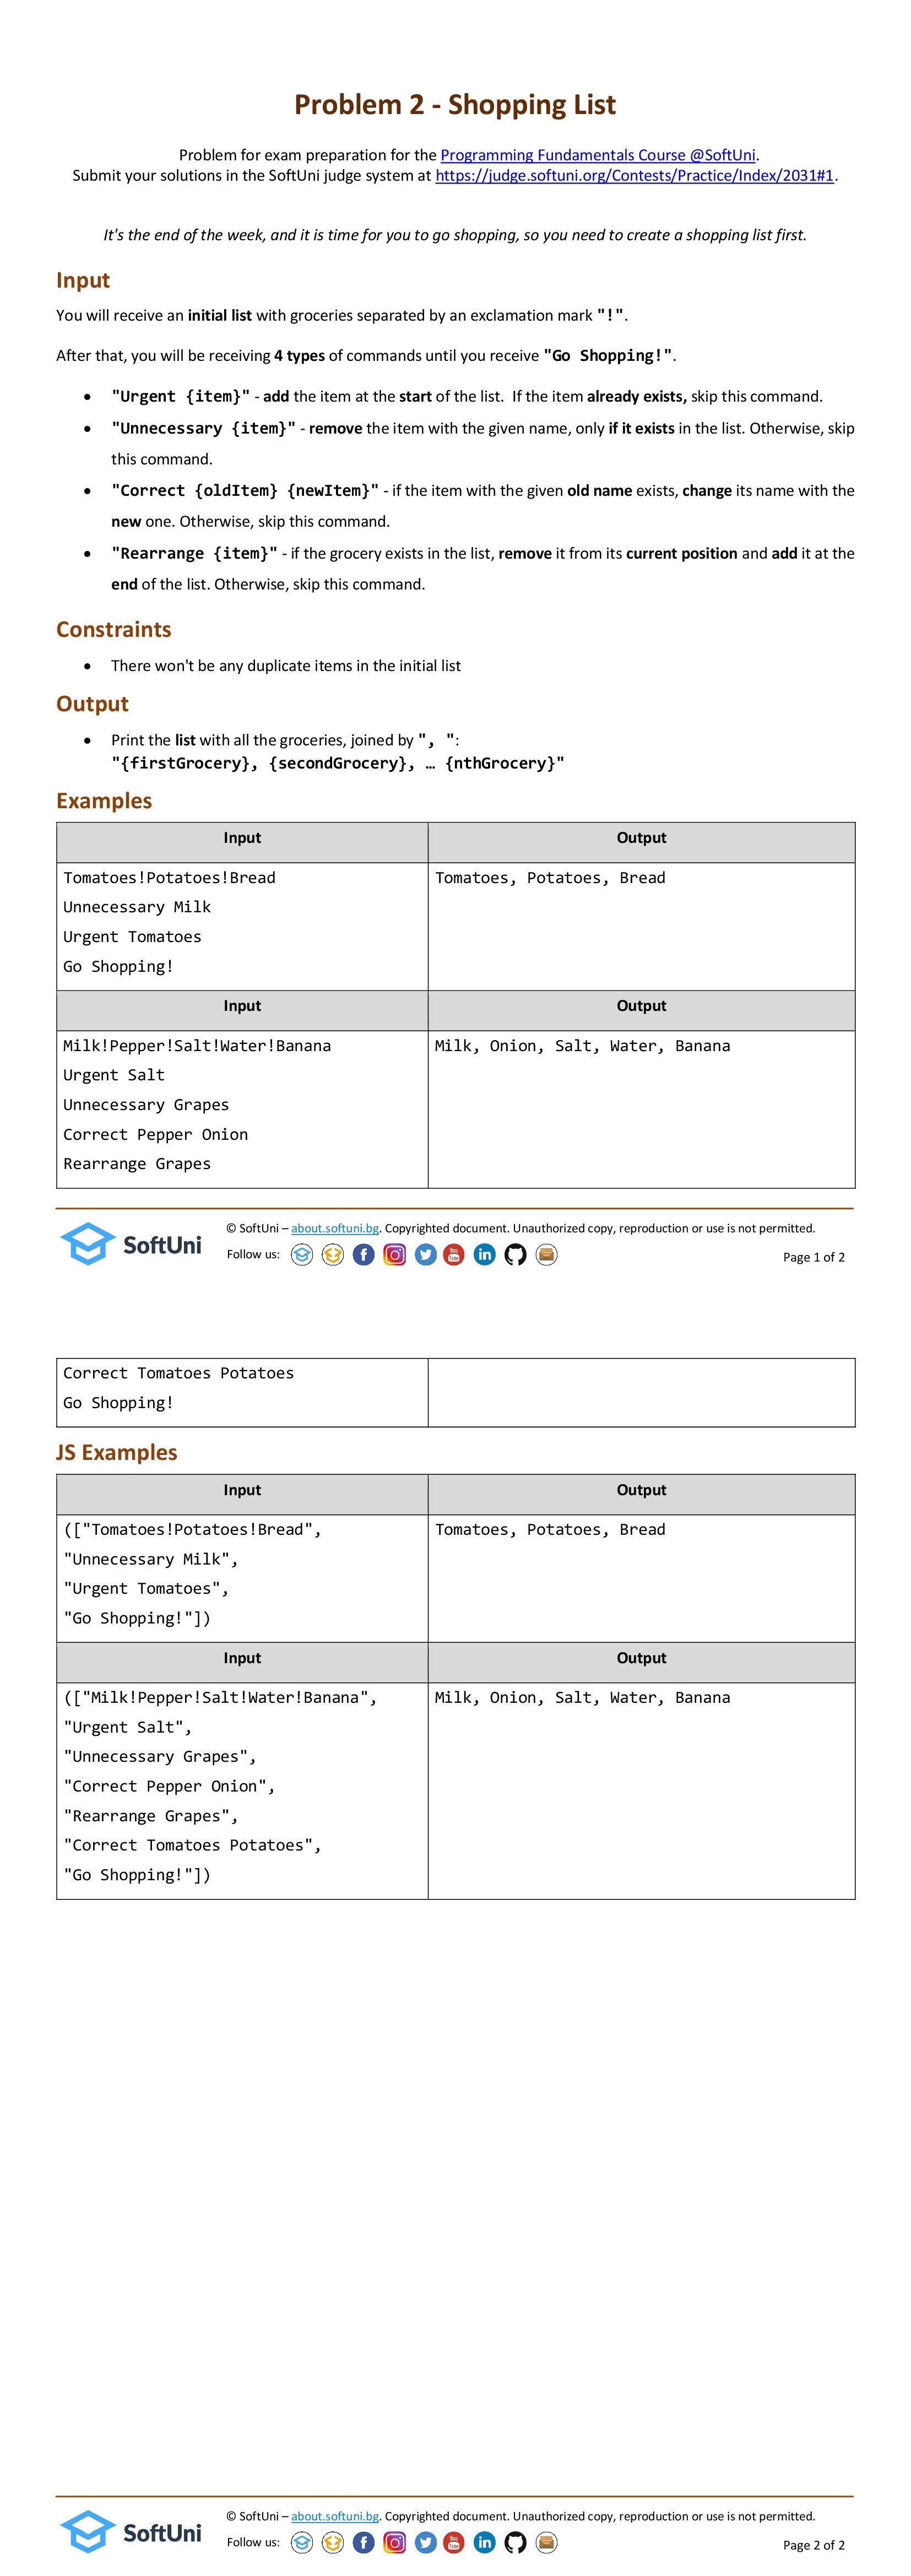 Problem 2 - Shopping List
Problem for exam preparation for the Programming Fundamentals Course @SoftUni.
Submit your solutions in the SoftUni judge system at https://judge.softuni.org/Contests/Practice/Index/2031#1.
It's the end of the week, and it is time for you to go shopping, so you need to create a shopping list first.
Input
You will receive an initial list with groceries separated by an exclamation mark "!".
After that, you will be receiving 4 types of commands until you receive "Go Shopping!".
• "Urgent {item}" - add the item at the start of the list. If the item already exists, skip this command.
• "Unnecessary {item}" - remove the item with the given name, only if it exists in the list. Otherwise, skip
this command.
• "Correct {oldItem} {newItem}" - if the item with the given old name exists, change its name with the
new one. Otherwise, skip this command.
• "Rearrange {item}" - if the grocery exists in the list, remove it from its current position and add it at the
end of the list. Otherwise, skip this command.
Constraints
• There won't be any duplicate items in the initial list
Output
• Print the list with all the groceries, joined by ", ":
"{firstGrocery}, {secondGrocery}, … {nthGrocery}"
Examples
Input Output
Tomatoes!Potatoes!Bread Tomatoes, Potatoes, Bread
Unnecessary Milk
Urgent Tomatoes
Go Shopping!
Input Output
Milk!Pepper!Salt!Water!Banana Milk, Onion, Salt, Water, Banana
Urgent Salt
Unnecessary Grapes
Correct Pepper Onion
Rearrange Grapes
SoftUni
© SoftUni – about.softuni.bg. Copyrighted document. Unauthorized copy, reproduction or use is not permitted.
Follow us:
Page 1 of 2
Correct Tomatoes Potatoes
Go Shopping!
JS Examples
Input Output
(["Tomatoes!Potatoes!Bread", Tomatoes, Potatoes, Bread
"Unnecessary Milk",
"Urgent Tomatoes",
"Go Shopping!"])
Input Output
(["Milk!Pepper!Salt!Water!Banana", Milk, Onion, Salt, Water, Banana
"Urgent Salt",
"Unnecessary Grapes",
"Correct Pepper Onion",
"Rearrange Grapes",
"Correct Tomatoes Potatoes",
"Go Shopping!"])
SoftUni
© SoftUni – about.softuni.bg. Copyrighted document. Unauthorized copy, reproduction or use is not permitted.
Follow us:
Page 2 of 2